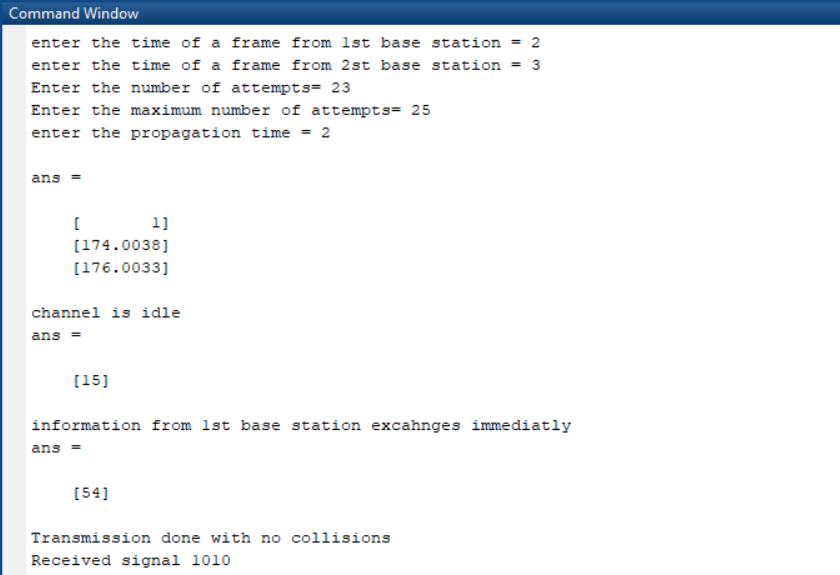 Command Window
enter the time of a frame from 1st base station = 2
enter the time of a frame from 2st base station = 3
Enter the number of attempts= 23
Enter the maximum number of attempts= 25
enter the propagation time = 2
ans =
[        1]
[174.0038]
[176.0033]
channel is idle
ans =
[15]
information from 1st base station excahnges immediatly
ans =
[54]
Transmission done with no collisions
Received signal 1010